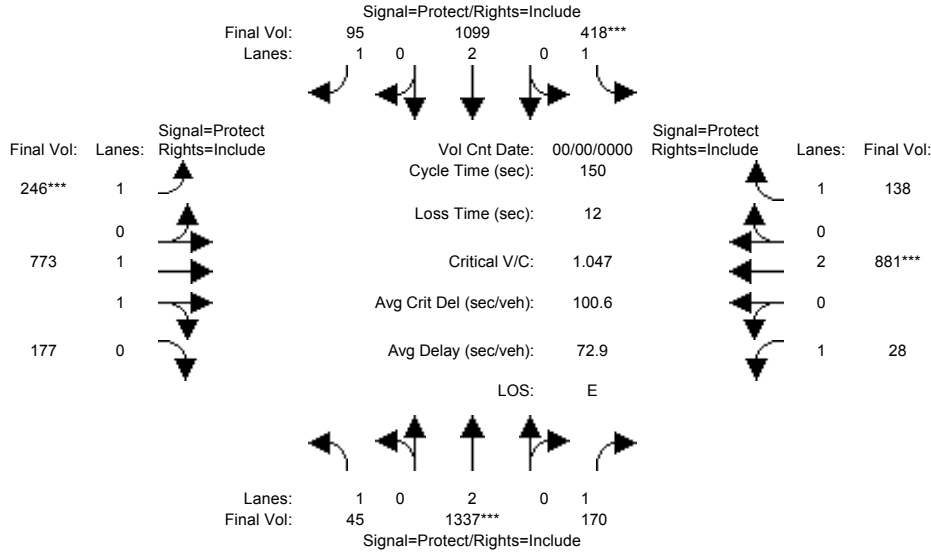 Signal=Protect/Rights=Include
Final Vol: 95 1099 418***
Lanes: 1 0 2 0 1
Signal=Protect Signal=Protect
Final Vol: Lanes: Rights=Include Vol Cnt Date: 00/00/0000 Rights=Include Lanes: Final Vol:
Cycle Time (sec): 150
246*** 1 1 138
Loss Time (sec): 12
0 0
773 1 Critical V/C: 1.047 2 881***
1 Avg Crit Del (sec/veh): 100.6 0
177 0 Avg Delay (sec/veh): 72.9 1 28
LOS: E
Lanes: 1 0 2 0 1
Final Vol: 45 1337*** 170
Signal=Protect/Rights=Include